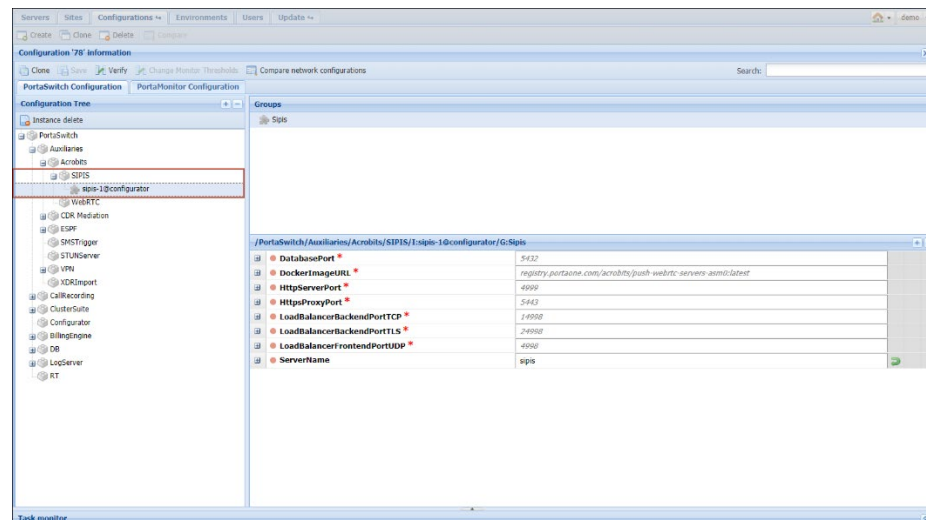 Servers Sites Configurations Environments Users Update demo
Create Clone Delete Compare
Configuration '78' information
Clone Save Verify Change Monitor Thresholds Compare network configurations Search:
PortaSwitch Configuration PortaMonitor Configuration
Configuration Tree
Instance delete
PortaSwitch
Auxiliaries
Acrobits
SIPIS
sipis-1@configurator
WebRTC
CDR Mediation
ESPF
SMSTrigger
STUNServer
VPN
XDRImport
CallRecording
ClusterSuite
Configurator
BillingEngine
DB
LogServer
RT
Groups
Sipis
/PortaSwitch/Auxiliaries/Acrobits/SIPIS/I:sipis-1@configurator/G:Sipis
DatabasePort * 5432
DockerImageURL * registry.portaone.com/acrobits/push-webrtc-servers-asm0:latest
HttpServerPort * 4999
HttpsProxyPort * 5443
LoadBalancerBackendPortTCP * 14998
LoadBalancerBackendPortTLS * 24998
LoadBalancerFrontendPortUDP * 4998
ServerName sipis
Task monitor